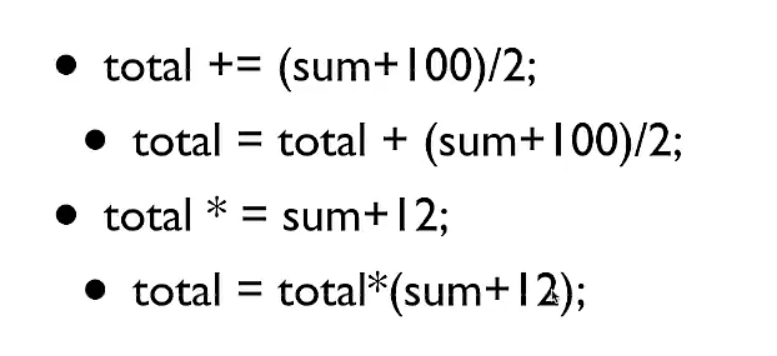 • total += (sum+100)/2;
• total = total + (sum+100)/2;
• total * = sum+12;
• total = total*(sum+12);